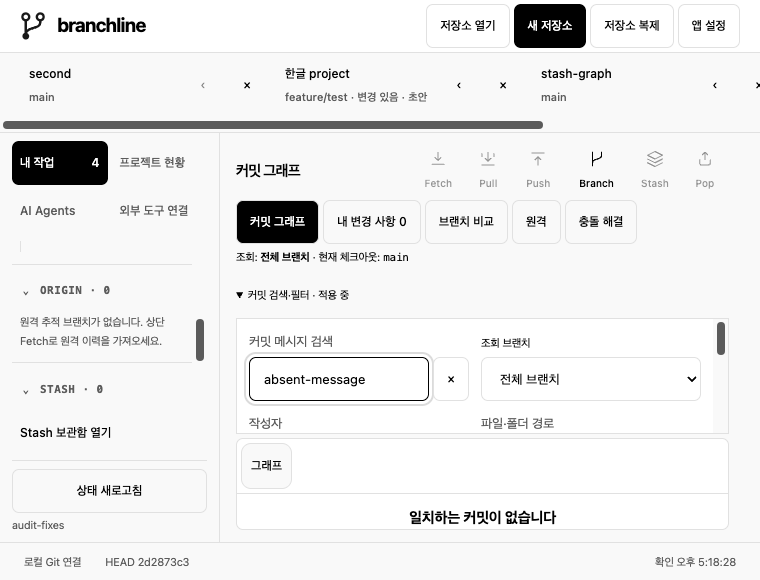 branchline
저장소 열기
새 저장소
저장소 복제
앱 설정
second
main
‹
×
한글 project
feature/test · 변경 있음 · 초안
‹
×
stash-graph
main
‹
×
내 작업 4
프로젝트 현황
AI Agents
외부 도구 연결
ORIGIN · 0
원격 추적 브랜치가 없습니다. 상단
Fetch로 원격 이력을 가져오세요.
STASH · 0
Stash 보관함 열기
상태 새로고침
audit-fixes
커밋 그래프
Fetch
Pull
Push
Branch
Stash
Pop
커밋 그래프
내 변경 사항 0
브랜치 비교
원격
충돌 해결
조회: 전체 브랜치 · 현재 체크아웃: main
▼ 커밋 검색·필터 · 적용 중
커밋 메시지 검색
absent-message
×
조회 브랜치
전체 브랜치
작성자
파일·폴더 경로
그래프
일치하는 커밋이 없습니다
로컬 Git 연결
HEAD 2d2873c3
확인 오후 5:18:28